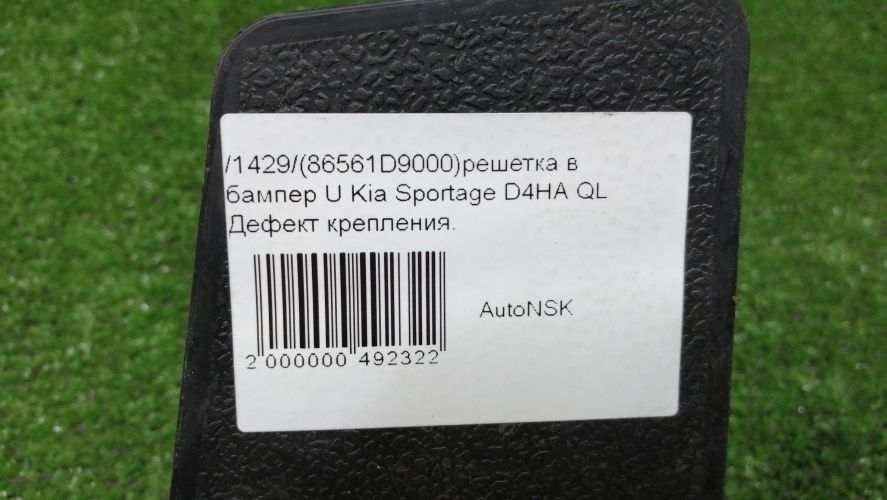 /1429/(86561D9000)решетка в
бампер U Kia Sportage D4HA QL
Дефект крепления.
AutoNSK
2 000000 492322